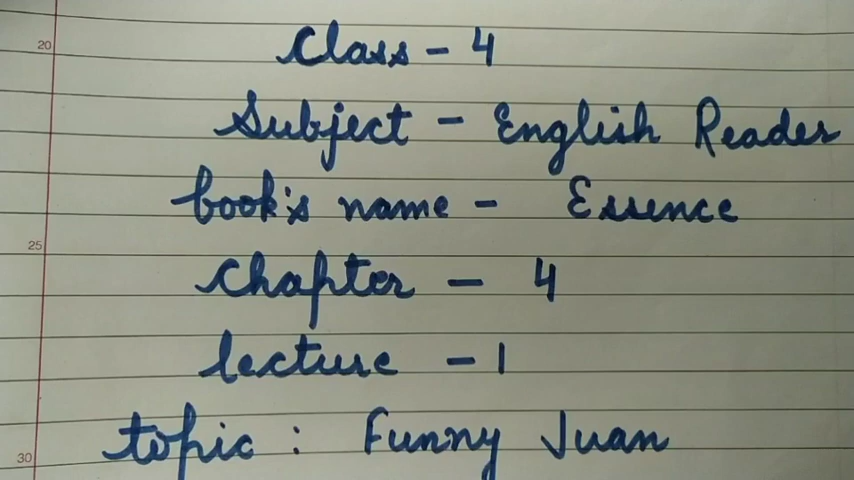 20
Class - 4
Subject - English Reader
book's name - Essence
25
Chapter - 4
lecture - 1
topic : Funny Juan
30